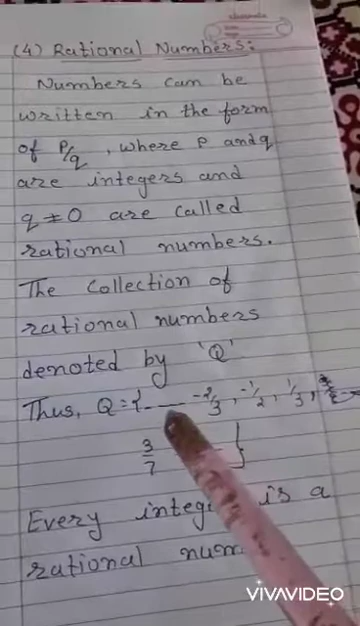 classmate
(4) Rational Numbers:
Numbers can be
written in the form
of P/q , where P and q
are integers and
q ≠ 0 are called
rational numbers.
The Collection of
rational numbers
denoted by 'Q'
Thus, Q = {.___ -2/3, -1/2, 1/3,
3/7 }
Every is a
rational
VIVAVIDEO